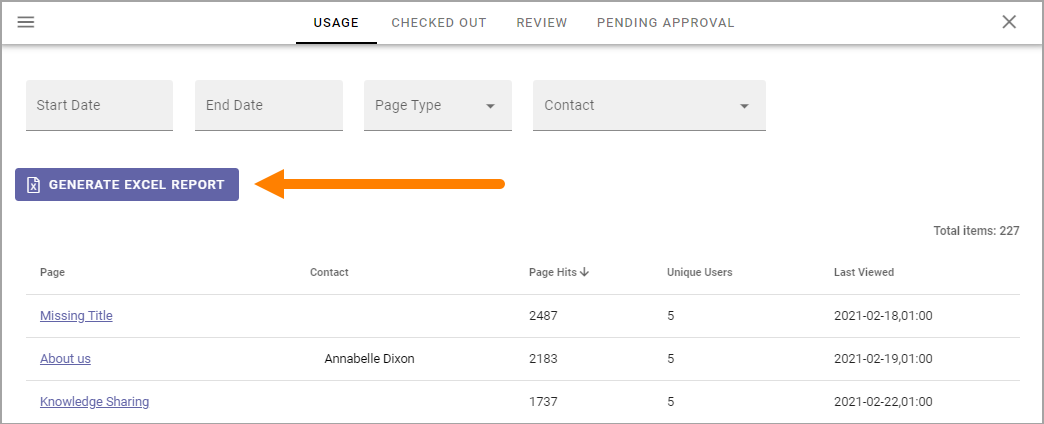 USAGE CHECKED OUT REVIEW PENDING APPROVAL
Start Date End Date Page Type Contact
GENERATE EXCEL REPORT
Total items: 227
Page Contact Page Hits Unique Users Last Viewed
Missing Title 2487 5 2021-02-18,01:00
About us Annabelle Dixon 2183 5 2021-02-19,01:00
Knowledge Sharing 1737 5 2021-02-22,01:00